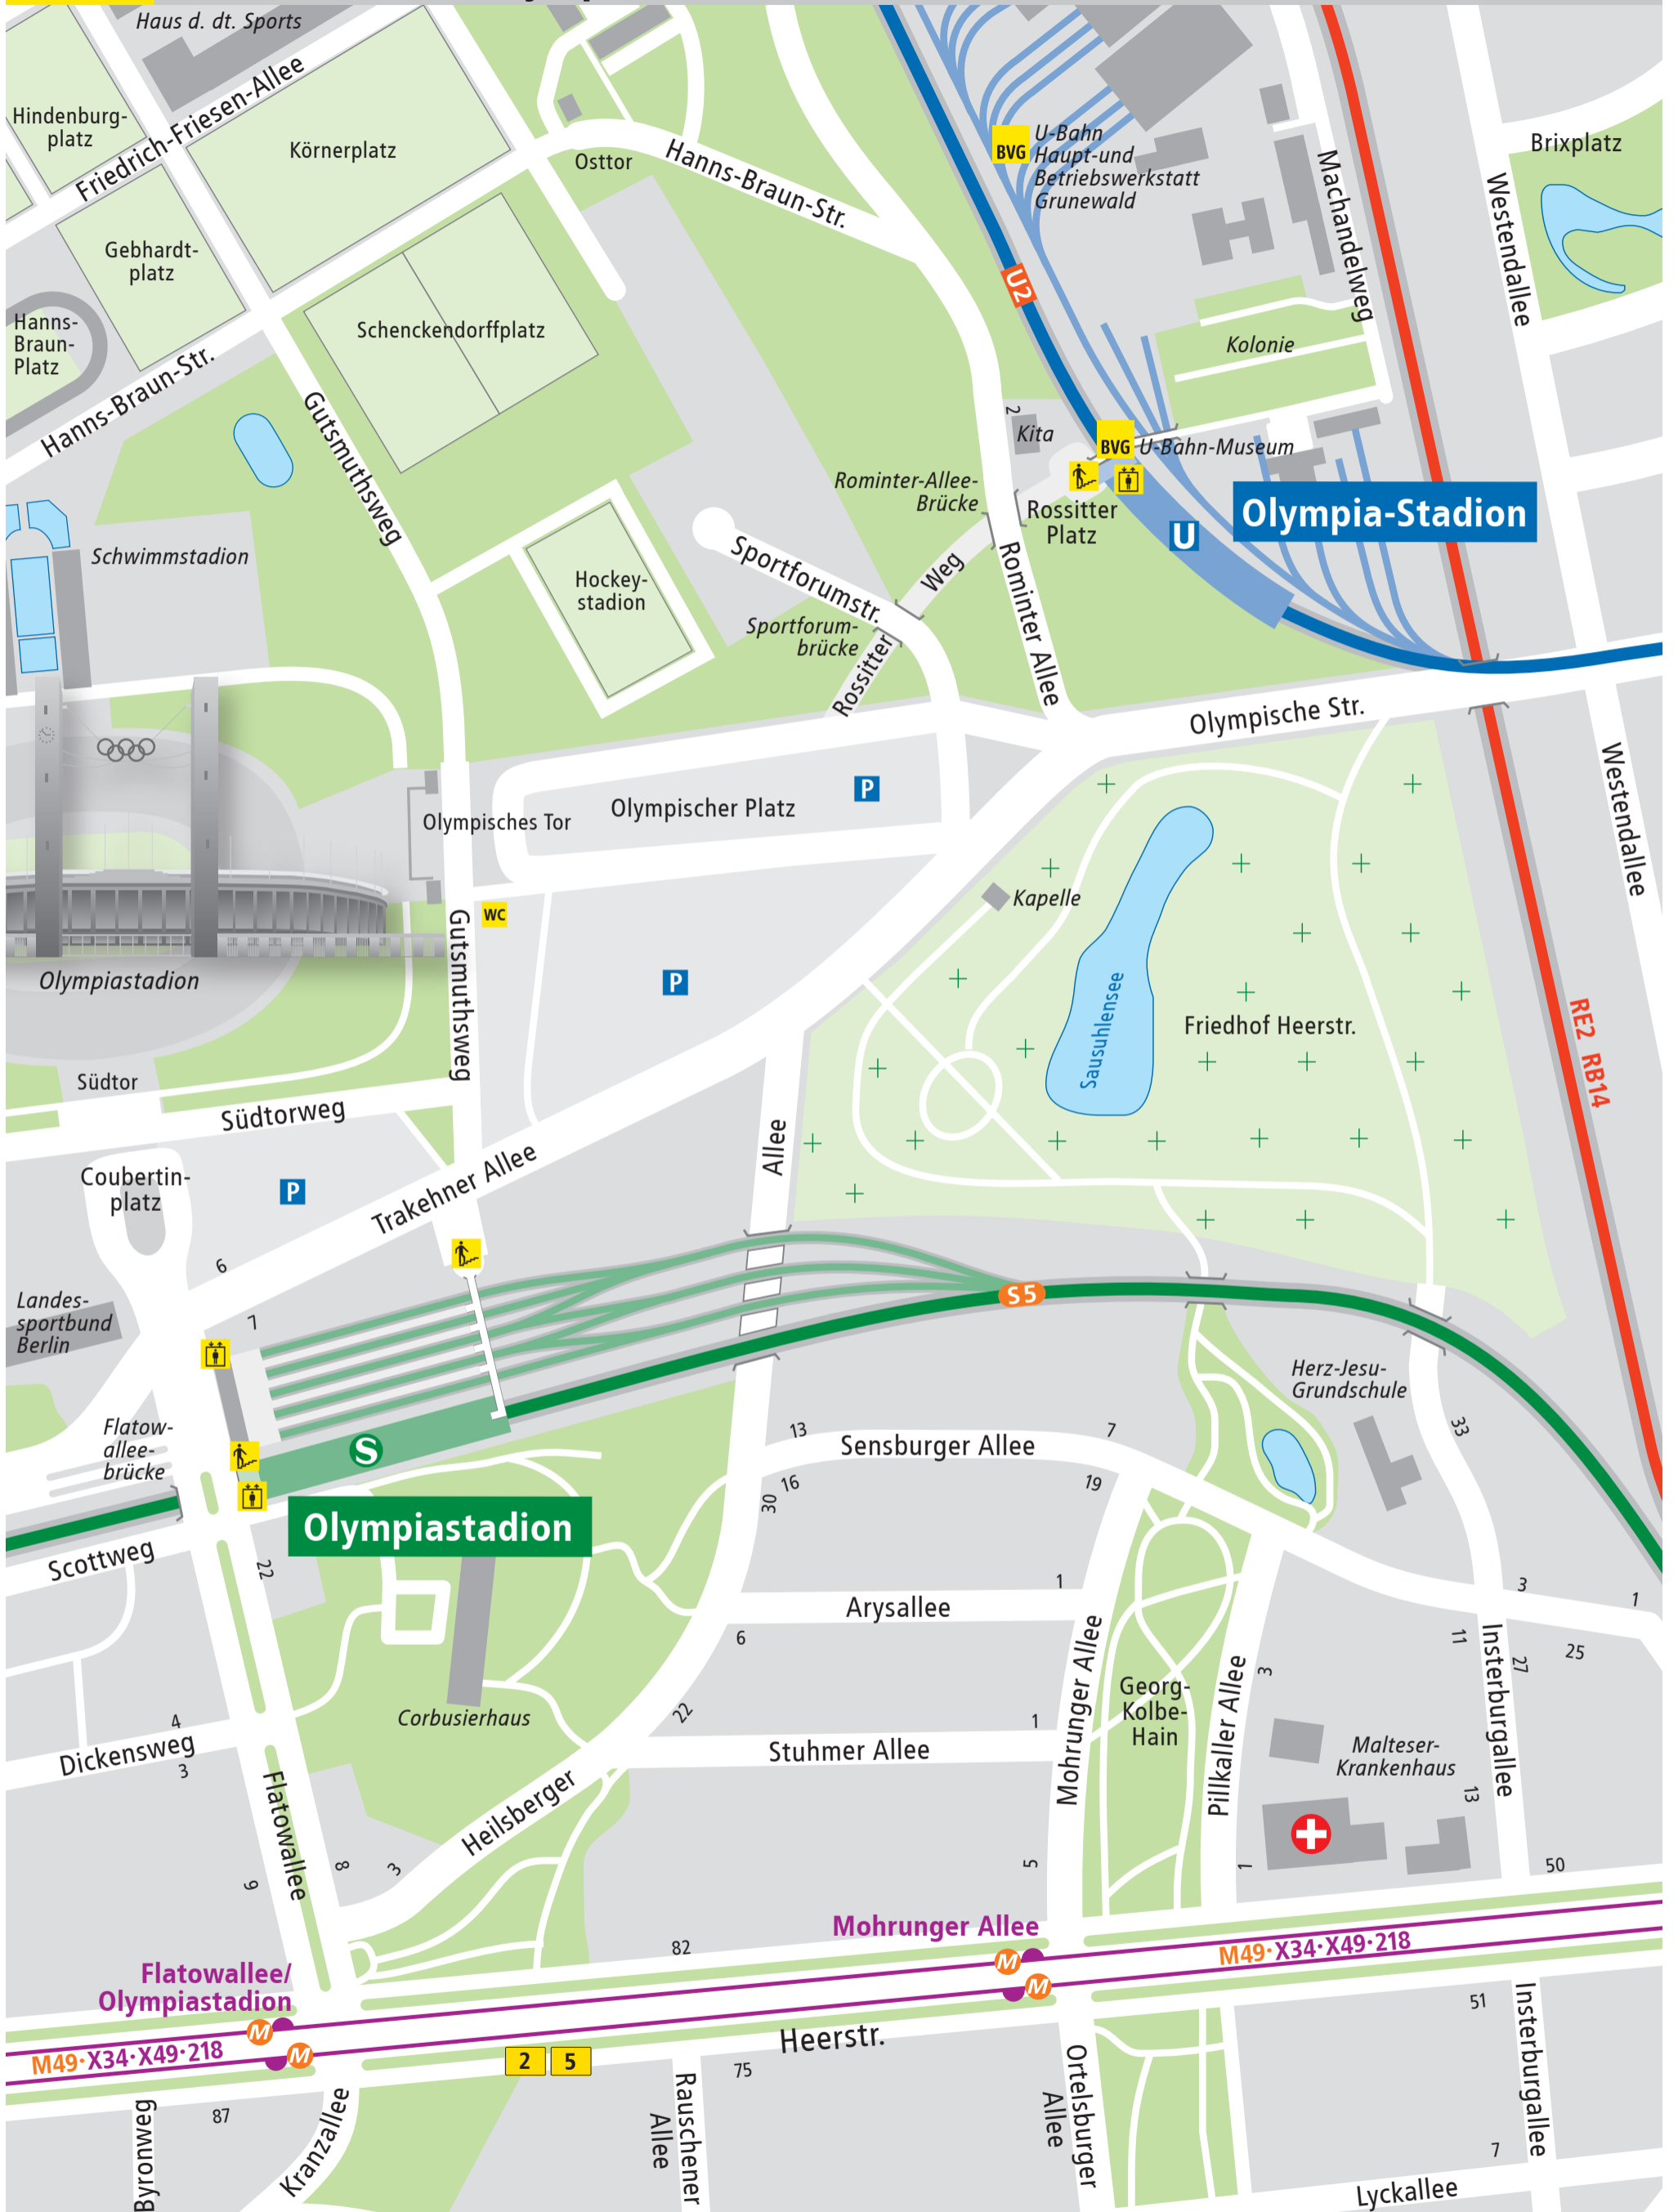 Haus d. dt. Sports
Hindenburg-
platz
Friedrich-Friesen-Allee
Körnerplatz
Osttor
Hanns-Braun-Str.
BVG
U-Bahn
Haupt-und
Betriebswerkstatt
Grunewald
Machandelweg
Westendallee
Brixplatz
Gebhardt-
platz
U2
Hanns-
Braun-
Platz
Schenckendorffplatz
Kolonie
Hanns-Braun-Str.
Gutsmuthsweg
2
Kita
BVG
U-Bahn-Museum
Rominter-Allee-
Brücke
Rossitter
Platz
U
Olympia-Stadion
Schwimmstadion
Hockey-
stadion
Sportforumstr.
Weg
Rominter Allee
Sportforum-
brücke
Rossitter
Olympische Str.
Westendallee
P
Olympischer Platz
Olympisches Tor
Kapelle
WC
Gutsmuthsweg
P
Olympiastadion
Sausuhlensee
Friedhof Heerstr.
RE2 RB14
Südtor
Südtorweg
Allee
Coubertin-
platz
P
Trakehner Allee
6
7
S5
Landes-
sportbund
Berlin
Herz-Jesu-
Grundschule
Flatow-
allee-
brücke
S
Olympiastadion
13
Sensburger Allee
7
33
16
19
30
Scottweg
22
1
3
1
Arysallee
6
11
27
25
Insterburgallee
Mohrunger Allee
Georg-
Kolbe-
Hain
Pillkaller Allee
3
Corbusierhaus
22
1
4
Dickensweg
3
Stuhmer Allee
Malteser-
Krankenhaus
13
Flatowallee
Heilsberger
9
8
3
5
1
50
Mohrunger Allee
82
M
M
M49·X34·X49·218
Flatowallee/
Olympiastadion
M
M
M49·X34·X49·218
Heerstr.
2
5
75
51
Insterburgallee
87
Byronweg
Kranzallee
Rauschener
Allee
Ortelsburger
Allee
7
Lyckallee